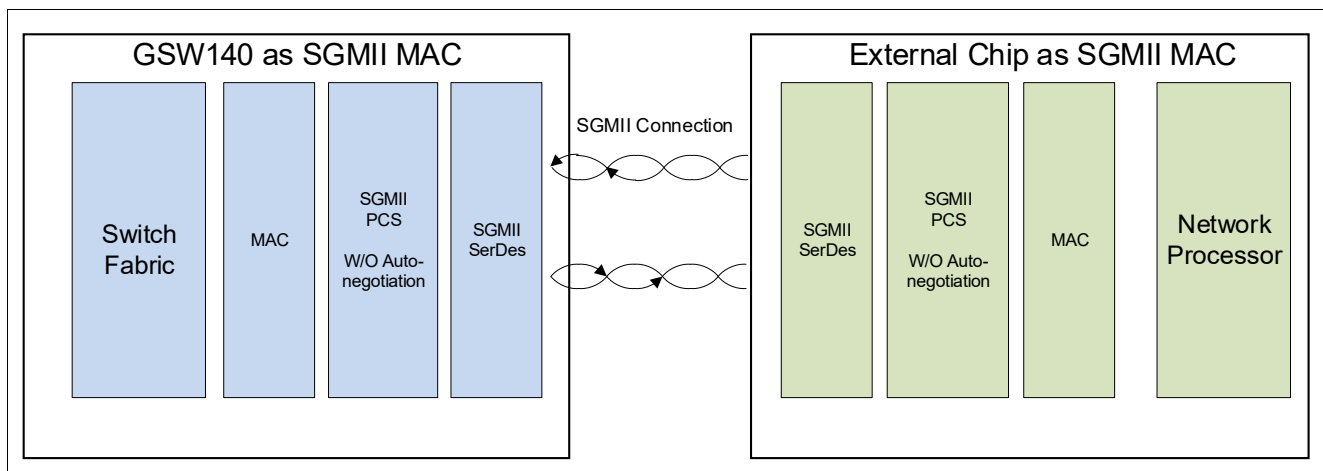 GSW140 as SGMII MAC
Switch
Fabric
MAC
SGMII
PCS
W/O Auto-
negotiation
SGMII
SerDes
SGMII Connection
External Chip as SGMII MAC
SGMII
SerDes
SGMII
PCS
W/O Auto-
negotiation
MAC
Network
Processor